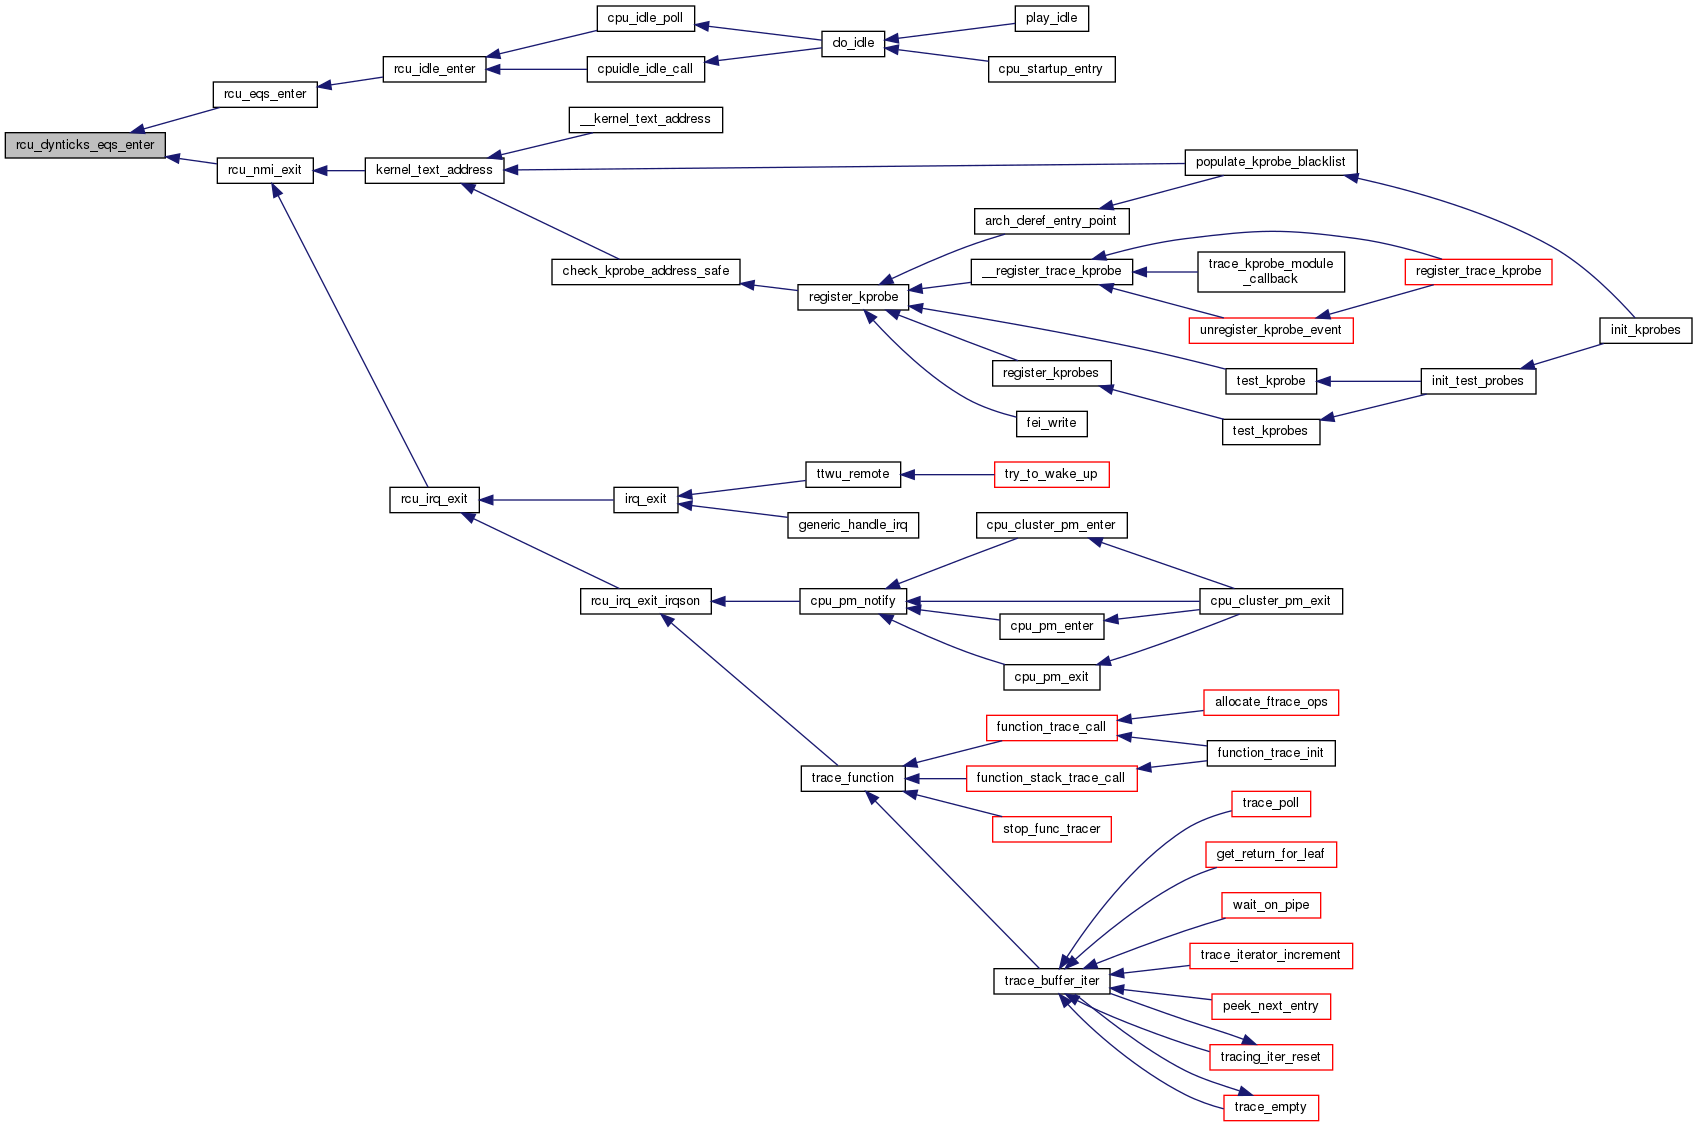 cpu_idle_poll
play_idle
do_idle
rcu_idle_enter
cpuidle_idle_call
cpu_startup_entry
rcu_eqs_enter
__kernel_text_address
rcu_dynticks_eqs_enter
rcu_nmi_exit
kernel_text_address
populate_kprobe_blacklist
arch_deref_entry_point
check_kprobe_address_safe
__register_trace_kprobe
trace_kprobe_module
_callback
register_trace_kprobe
register_kprobe
unregister_kprobe_event
init_kprobes
register_kprobes
test_kprobe
init_test_probes
fei_write
test_kprobes
ttwu_remote
try_to_wake_up
rcu_irq_exit
irq_exit
generic_handle_irq
cpu_cluster_pm_enter
rcu_irq_exit_irqson
cpu_pm_notify
cpu_cluster_pm_exit
cpu_pm_enter
cpu_pm_exit
allocate_ftrace_ops
function_trace_call
function_trace_init
trace_function
function_stack_trace_call
trace_poll
stop_func_tracer
get_return_for_leaf
wait_on_pipe
trace_iterator_increment
trace_buffer_iter
peek_next_entry
tracing_iter_reset
trace_empty